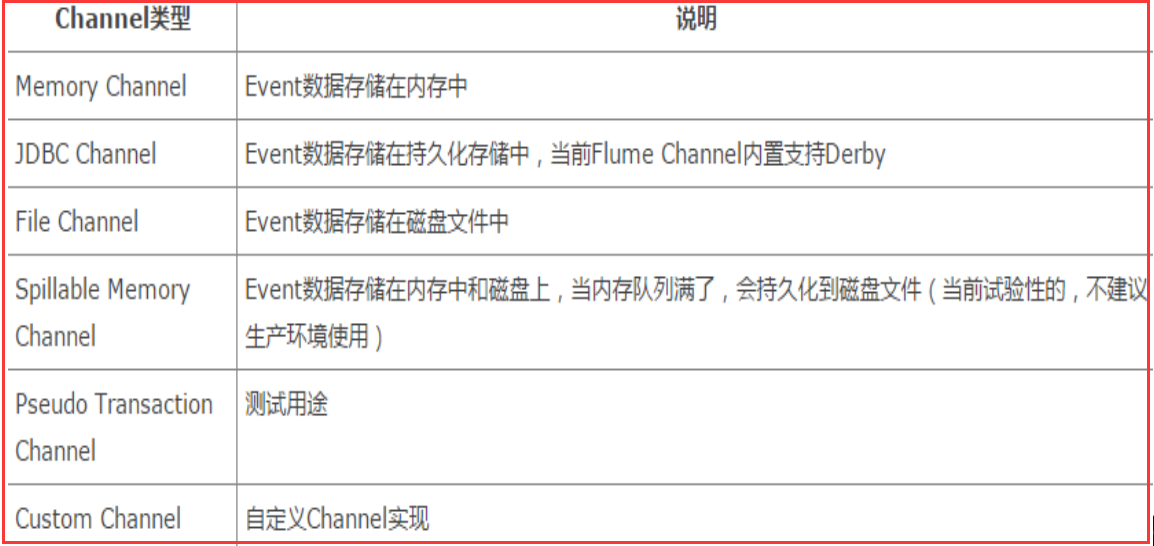 Channel类型 说明
Memory Channel Event数据存储在内存中
JDBC Channel Event数据存储在持久化存储中，当前Flume Channel内置支持Derby
File Channel Event数据存储在磁盘文件中
Spillable Memory Event数据存储在内存中和磁盘上，当内存队列满了，会持久化到磁盘文件（当前试验性的，不建议
Channel 生产环境使用）
Pseudo Transaction 测试用途
Channel
Custom Channel 自定义Channel实现